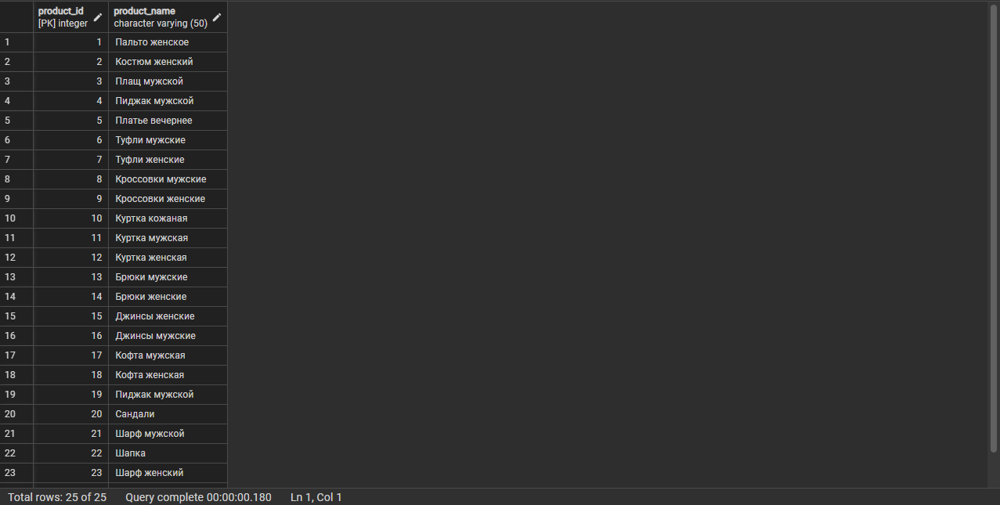 product_id product_name
[PK] integer character varying (50)
1 1 Пальто женское
2 2 Костюм женский
3 3 Плащ мужской
4 4 Пиджак мужской
5 5 Платье вечернее
6 6 Туфли мужские
7 7 Туфли женские
8 8 Кроссовки мужские
9 9 Кроссовки женские
10 10 Куртка кожаная
11 11 Куртка мужская
12 12 Куртка женская
13 13 Брюки мужские
14 14 Брюки женские
15 15 Джинсы женские
16 16 Джинсы мужские
17 17 Кофта мужская
18 18 Кофта женская
19 19 Пиджак мужской
20 20 Сандали
21 21 Шарф мужской
22 22 Шапка
23 23 Шарф женский
Total rows: 25 of 25 Query complete 00:00:00.180 Ln 1, Col 1